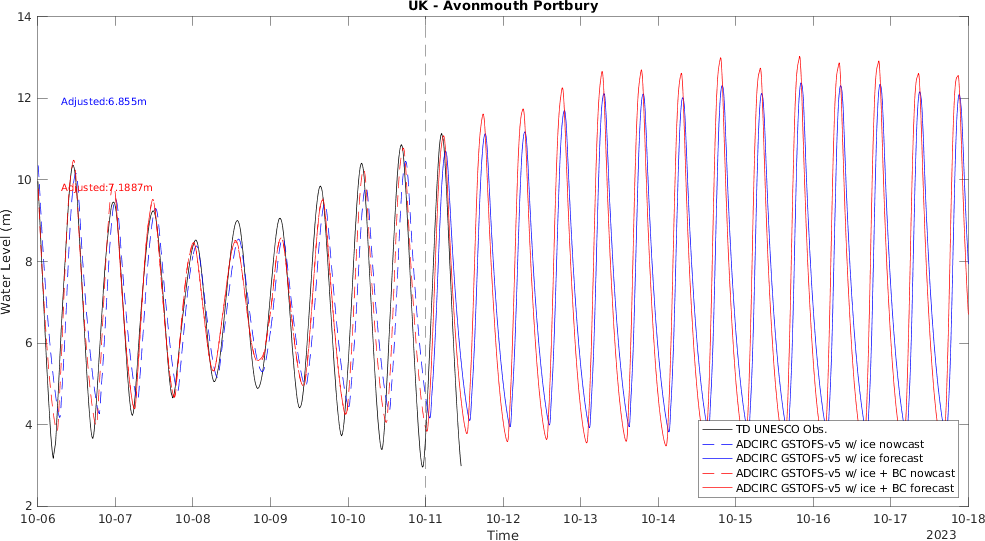 UK - Avonmouth Portbury
14
12
10
8
6
4
2
Water Level (m)
Adjusted:6.855m
Adjusted:7.1887m
TD UNESCO Obs.
ADCIRC GSTOFS-v5 w/ ice nowcast
ADCIRC GSTOFS-v5 w/ ice forecast
ADCIRC GSTOFS-v5 w/ ice + BC nowcast
ADCIRC GSTOFS-v5 w/ ice + BC forecast
10-06 10-07 10-08 10-09 10-10 10-11 10-12 10-13 10-14 10-15 10-16 10-17 10-18
Time
2023